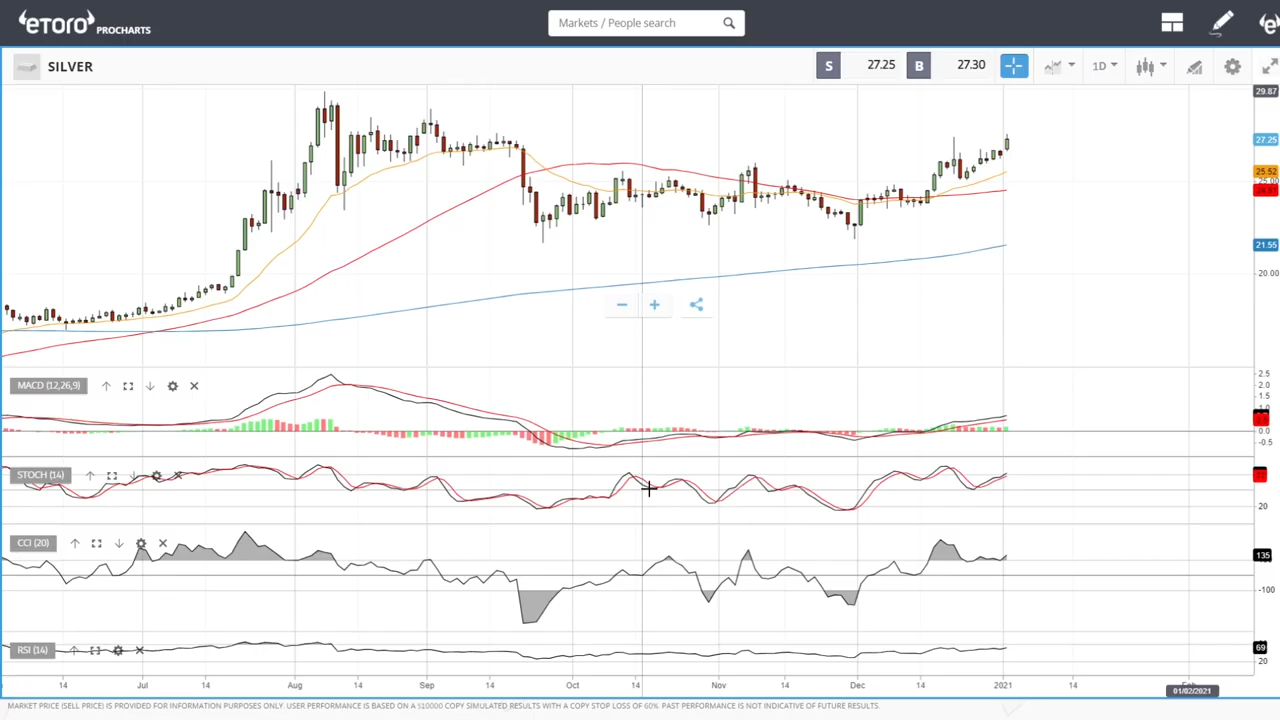 eToro PROCHARTS
Markets / People search
SILVER
S 27.25 B 27.30 1D
29.87
27.25
25.52
25.00
21.55
20.00
MACD (12,26,9)
2.5
2.0
1.5
1.0
0.0
-0.5
STOCH (14)
20
CCI (20)
135
-100
RSI (14)
69
20
14 Jul 14 Aug 14 Sep 14 Oct 14 Nov 14 Dec 14 2021 14
01/02/2021
MARKET PRICE (SELL PRICE) IS PROVIDED FOR INFORMATION PURPOSES ONLY. USER PERFORMANCE IS BASED ON A $10000 COPY SIMULATED RESULTS WITH A COPY STOP LOSS OF 60%. PAST PERFORMANCE IS NOT INDICATIVE OF FUTURE RESULTS.